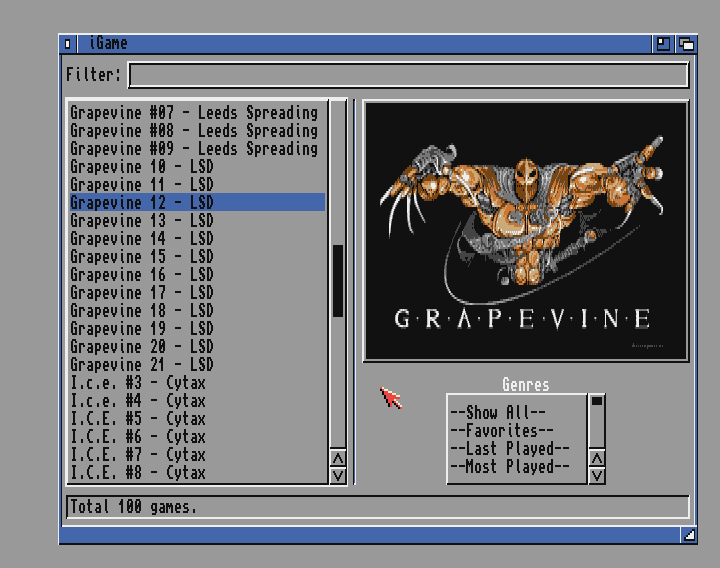 iGame
Filter:
Grapevine #07 - Leeds Spreading
Grapevine #08 - Leeds Spreading
Grapevine #09 - Leeds Spreading
Grapevine 10 - LSD
Grapevine 11 - LSD
Grapevine 12 - LSD
Grapevine 13 - LSD
Grapevine 14 - LSD
Grapevine 15 - LSD
Grapevine 16 - LSD
Grapevine 17 - LSD
Grapevine 18 - LSD
Grapevine 19 - LSD
Grapevine 20 - LSD
Grapevine 21 - LSD
I.c.e. #3 - Cytax
I.c.e. #4 - Cytax
I.C.E. #5 - Cytax
I.C.E. #6 - Cytax
I.C.E. #7 - Cytax
I.C.E. #8 - Cytax
G·R·A·P·E·V·I·N·E
Genres
--Show All--
--Favorites--
--Last Played--
--Most Played--
Total 100 games.